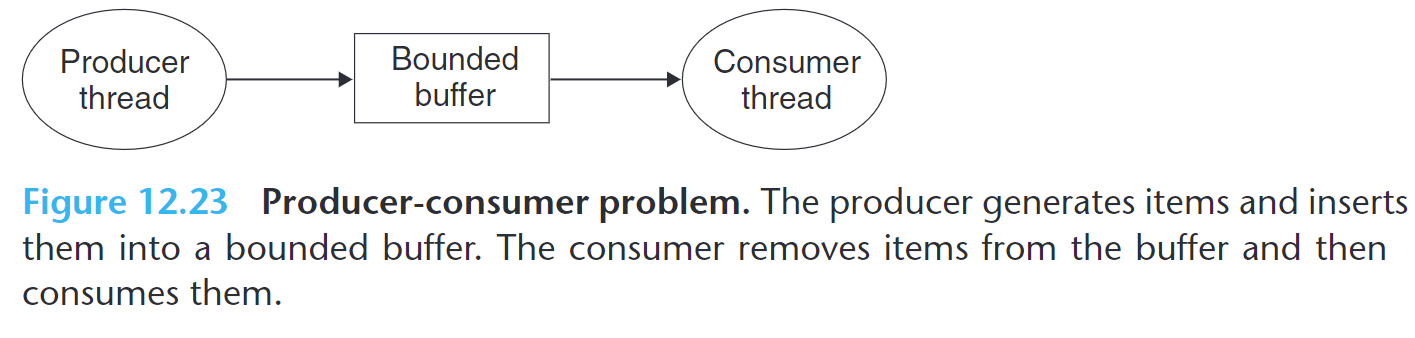 Producer
thread
Bounded
buffer
Consumer
thread
Figure 12.23 Producer-consumer problem. The producer generates items and inserts
them into a bounded buffer. The consumer removes items from the buffer and then
consumes them.